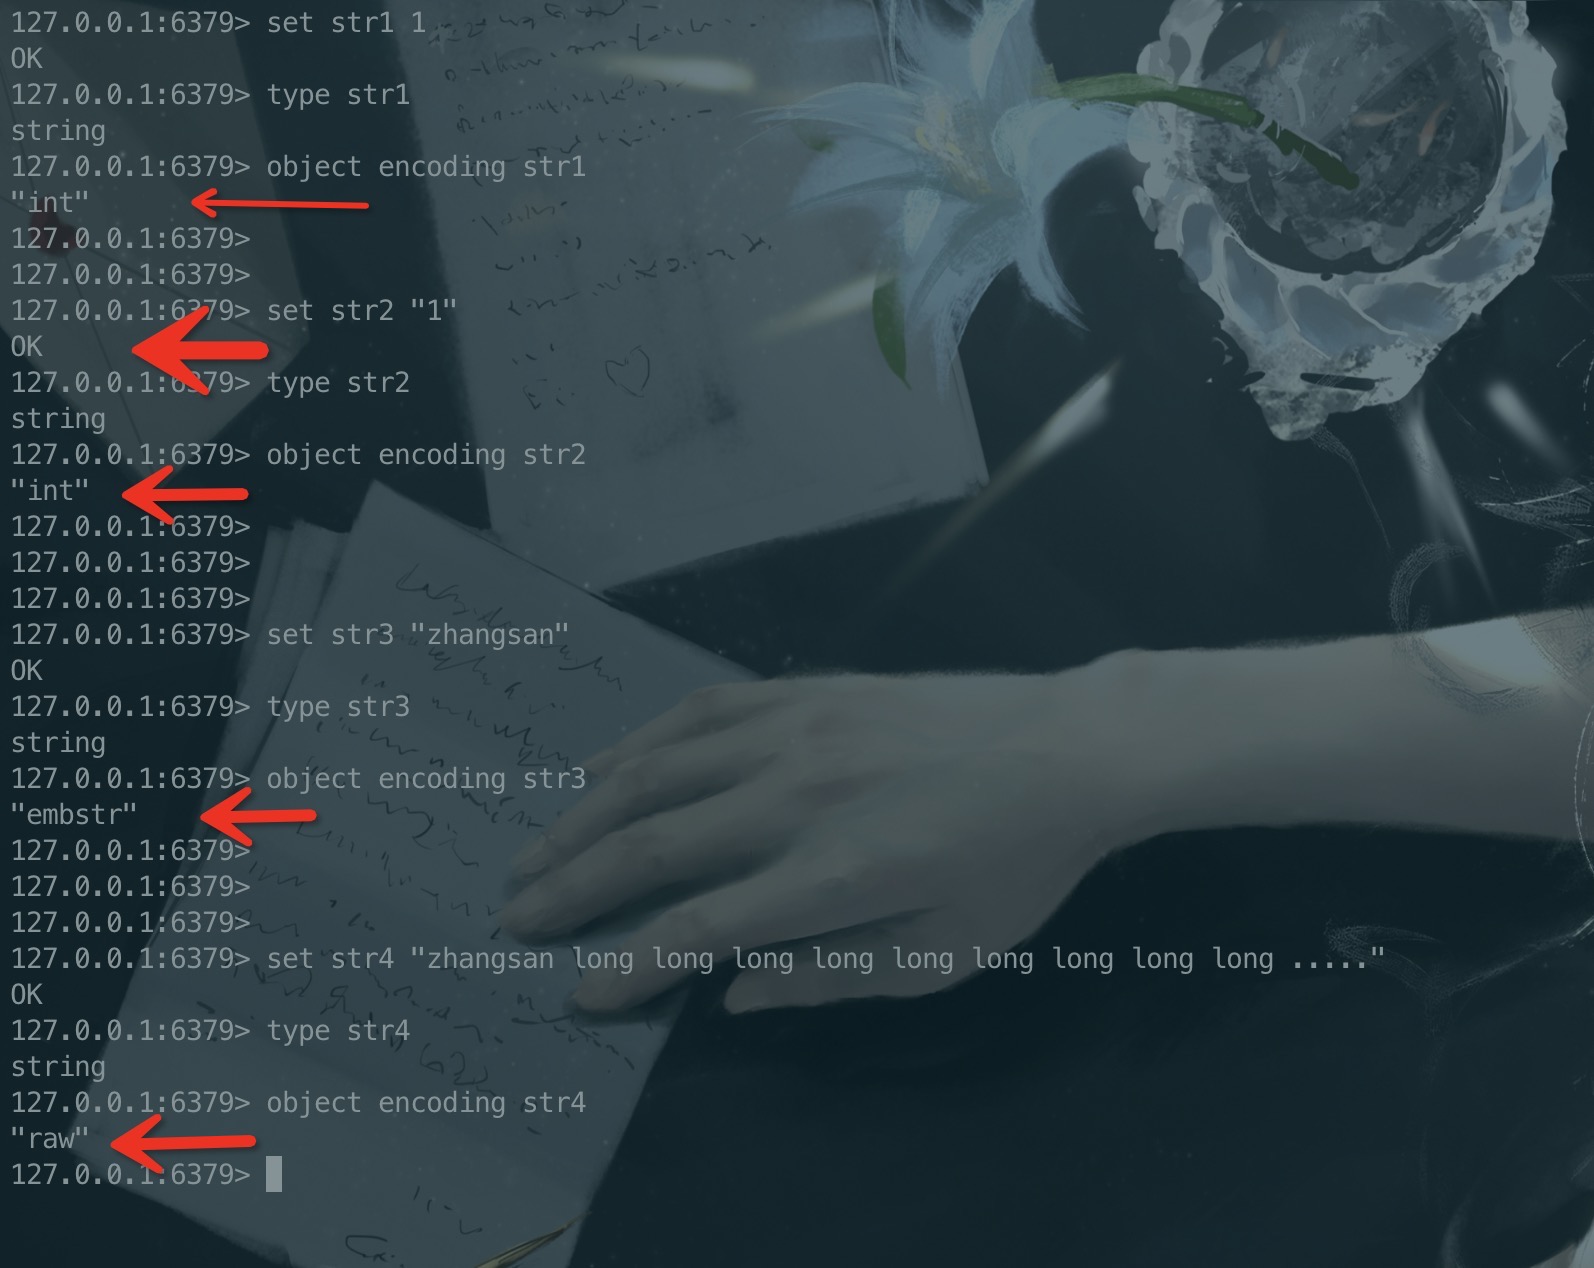 127.0.0.1:6379> set str1 1
OK
127.0.0.1:6379> type str1
string
127.0.0.1:6379> object encoding str1
"int"
127.0.0.1:6379>
127.0.0.1:6379>
127.0.0.1:6379> set str2 "1"
OK
127.0.0.1:6379> type str2
string
127.0.0.1:6379> object encoding str2
"int"
127.0.0.1:6379>
127.0.0.1:6379>
127.0.0.1:6379>
127.0.0.1:6379> set str3 "zhangsan"
OK
127.0.0.1:6379> type str3
string
127.0.0.1:6379> object encoding str3
"embstr"
127.0.0.1:6379>
127.0.0.1:6379>
127.0.0.1:6379>
127.0.0.1:6379> set str4 "zhangsan long long long long long long long long long ....."
OK
127.0.0.1:6379> type str4
string
127.0.0.1:6379> object encoding str4
"raw"
127.0.0.1:6379>